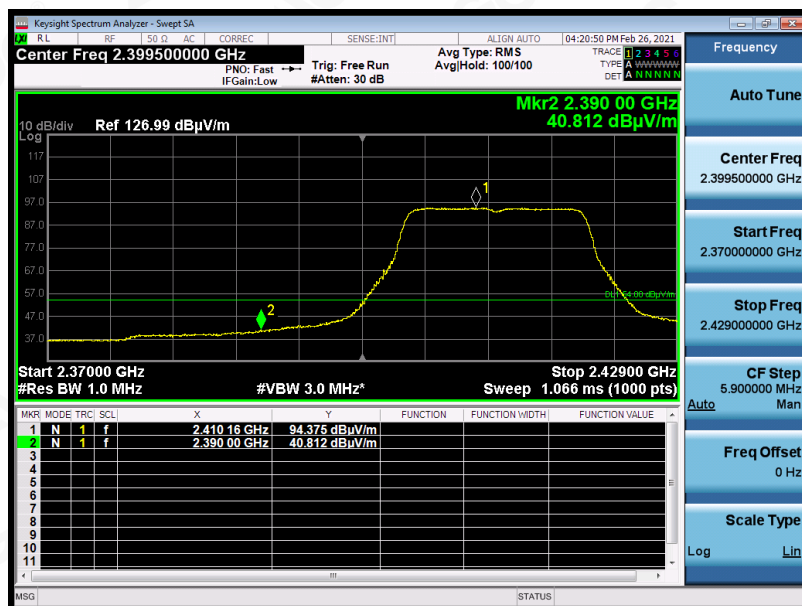 Keysight Spectrum Analyzer - Swept SA
RL RF 50 Ω AC CORREC SENSE:INT ALIGN AUTO 04:20:50 PM Feb 26, 2021
Center Freq 2.399500000 GHz
PNO: Fast
IFGain:Low
Trig: Free Run
#Atten: 30 dB
Avg Type: RMS
Avg|Hold: 100/100
TRACE 1 2 3 4 5 6
TYPE A WWWWW
DET A N N N N N
Mkr2 2.390 00 GHz
40.812 dBµV/m
10 dB/div Ref 126.99 dBµV/m
Log
117
107
97.0
87.0
77.0
67.0
57.0
47.0
37.0
1
2
DL1 54.00 dBµV/m
Start 2.37000 GHz Stop 2.42900 GHz
#Res BW 1.0 MHz #VBW 3.0 MHz* Sweep 1.066 ms (1000 pts)
MKR MODE TRC SCL X Y FUNCTION FUNCTION WIDTH FUNCTION VALUE
1 N 1 f 2.410 16 GHz 94.375 dBµV/m
2 N 1 f 2.390 00 GHz 40.812 dBµV/m
3
4
5
6
7
8
9
10
11
MSG STATUS
Frequency
Auto Tune
Center Freq
2.399500000 GHz
Start Freq
2.370000000 GHz
Stop Freq
2.429000000 GHz
CF Step
5.900000 MHz
Auto Man
Freq Offset
0 Hz
Scale Type
Log Lin